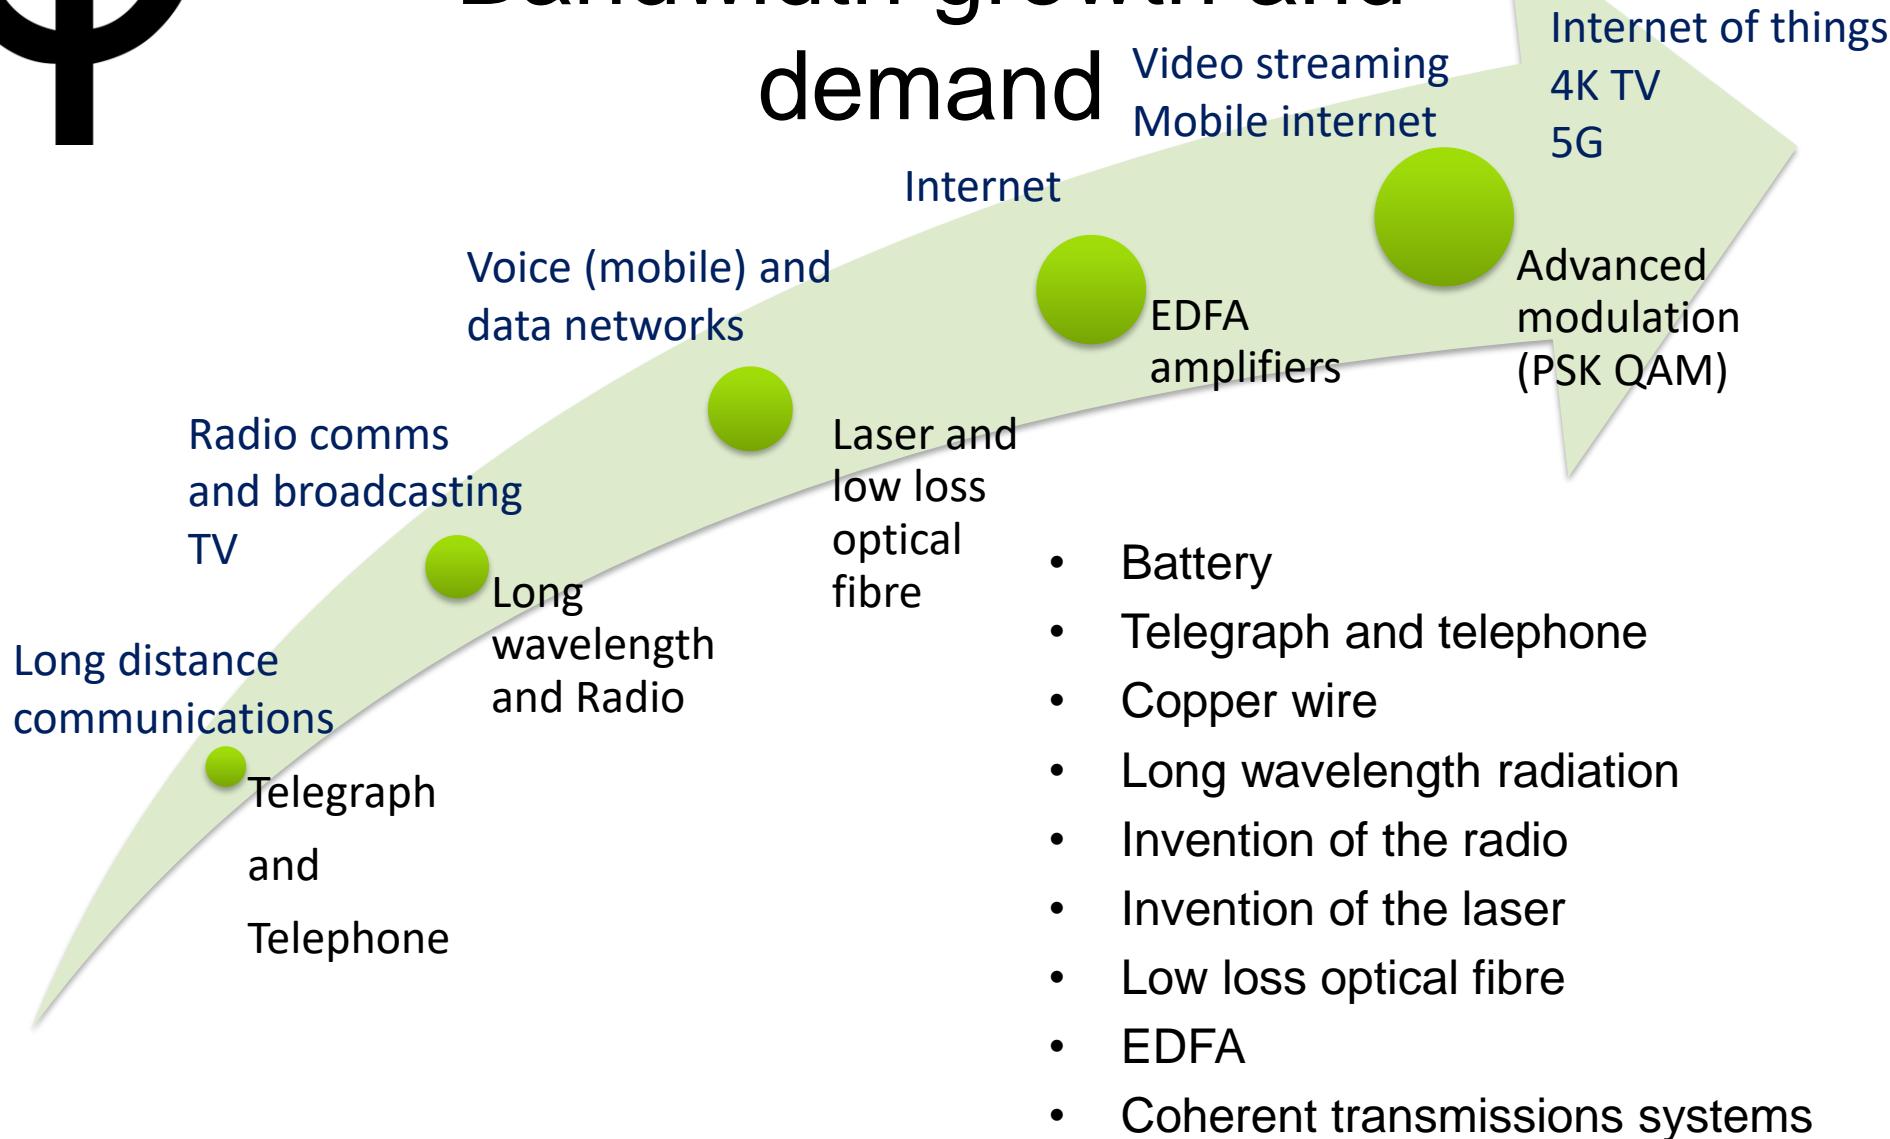 Bandwidth growth and
demand
Internet of things
4K TV
5G
Video streaming
Mobile internet
Internet
Voice (mobile) and
data networks
Radio comms
and broadcasting
TV
Long distance
communications
Telegraph
and
Telephone
Long
wavelength
and Radio
Laser and
low loss
optical
fibre
EDFA
amplifiers
Advanced
modulation
(PSK QAM)
• Battery
• Telegraph and telephone
• Copper wire
• Long wavelength radiation
• Invention of the radio
• Invention of the laser
• Low loss optical fibre
• EDFA
• Coherent transmissions systems